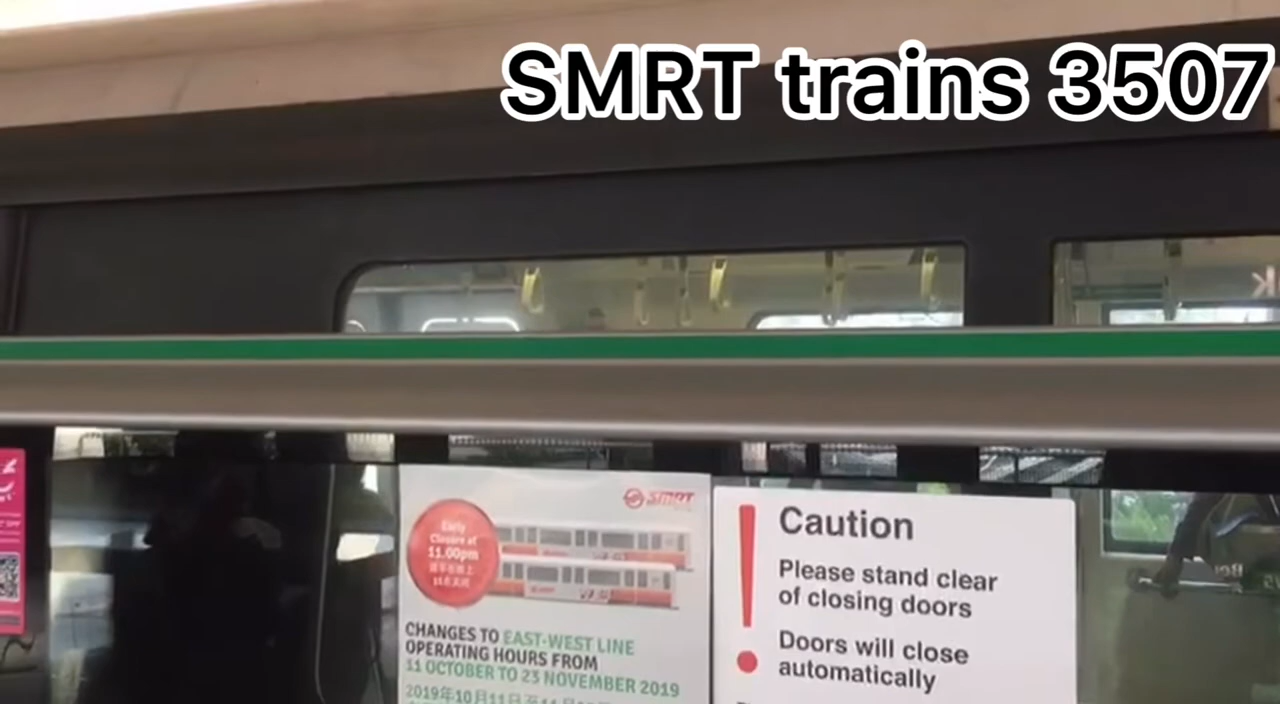 SMRT trains 3507
SMRT
Early
Closure at
11.00pm
CHANGES TO EAST-WEST LINE
OPERATING HOURS FROM
11 OCTOBER TO 23 NOVEMBER 2019
Caution
Please stand clear
of closing doors
Doors will close
automatically